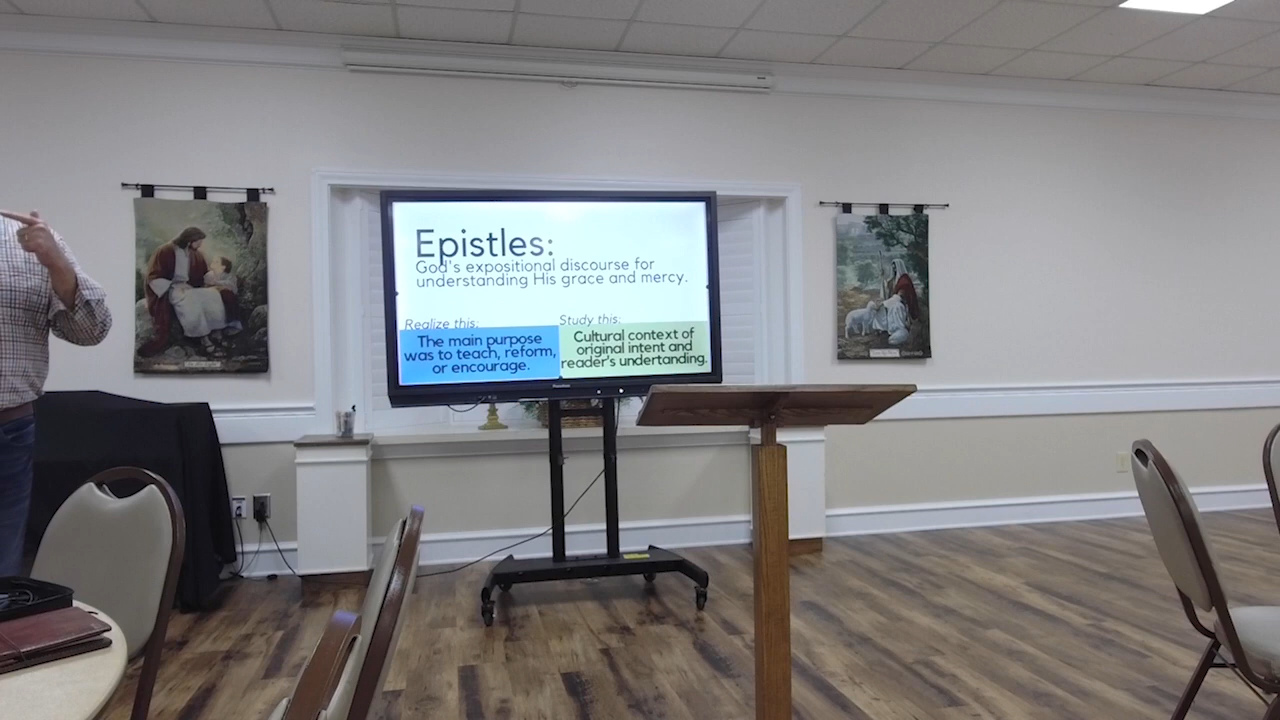 Epistles:
God's expositional discourse for
understanding His grace and mercy.
Realize this:
The main purpose
was to teach, reform,
or encourage.
Study this:
Cultural context of
original intent and
reader's undertanding.